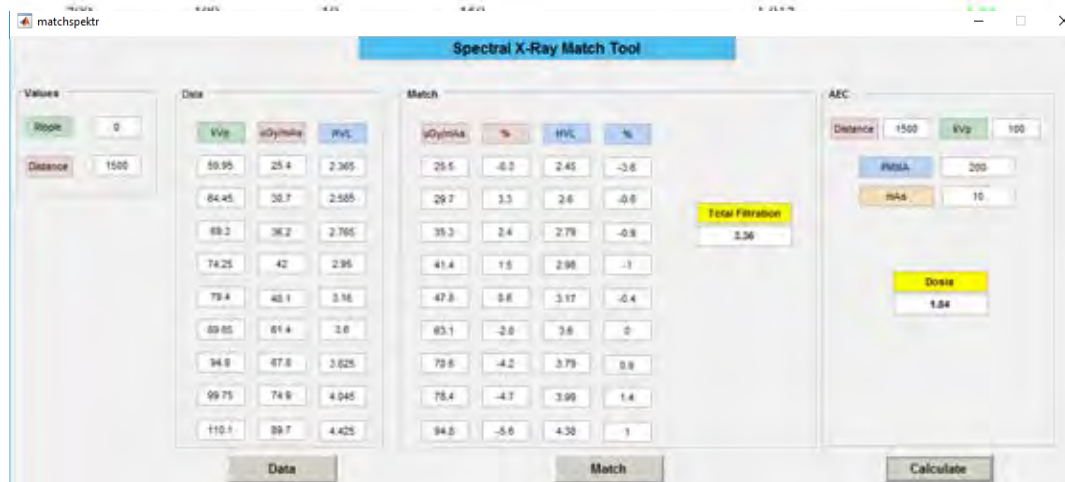 matchspektr
Spectral X-Ray Match Tool
Values
Ripple 0
Distance 1500
Data
kVp uGy/mAs HVL
59.95 25.4 2.365
64.45 30.7 2.585
69.3 36.2 2.765
74.25 42 2.95
79.4 48.1 3.16
89.65 61.4 3.6
94.8 67.8 3.825
99.75 74.9 4.045
110.1 89.7 4.425
Data
Match
uGy/mAs % HVL %
25.5 -0.3 2.45 -3.6
29.7 3.3 2.6 -0.6
35.3 2.4 2.79 -0.9
41.4 1.5 2.98 -1
47.8 0.6 3.17 -0.4
63.1 -2.8 3.6 0
70.6 -4.2 3.79 0.9
78.4 -4.7 3.99 1.4
94.8 -5.6 4.38 1
Total Filtration
3.36
Match
AEC
Distance 1500 kVp 100
PMMA 200
mAs 10
Dosis
1.84
Calculate